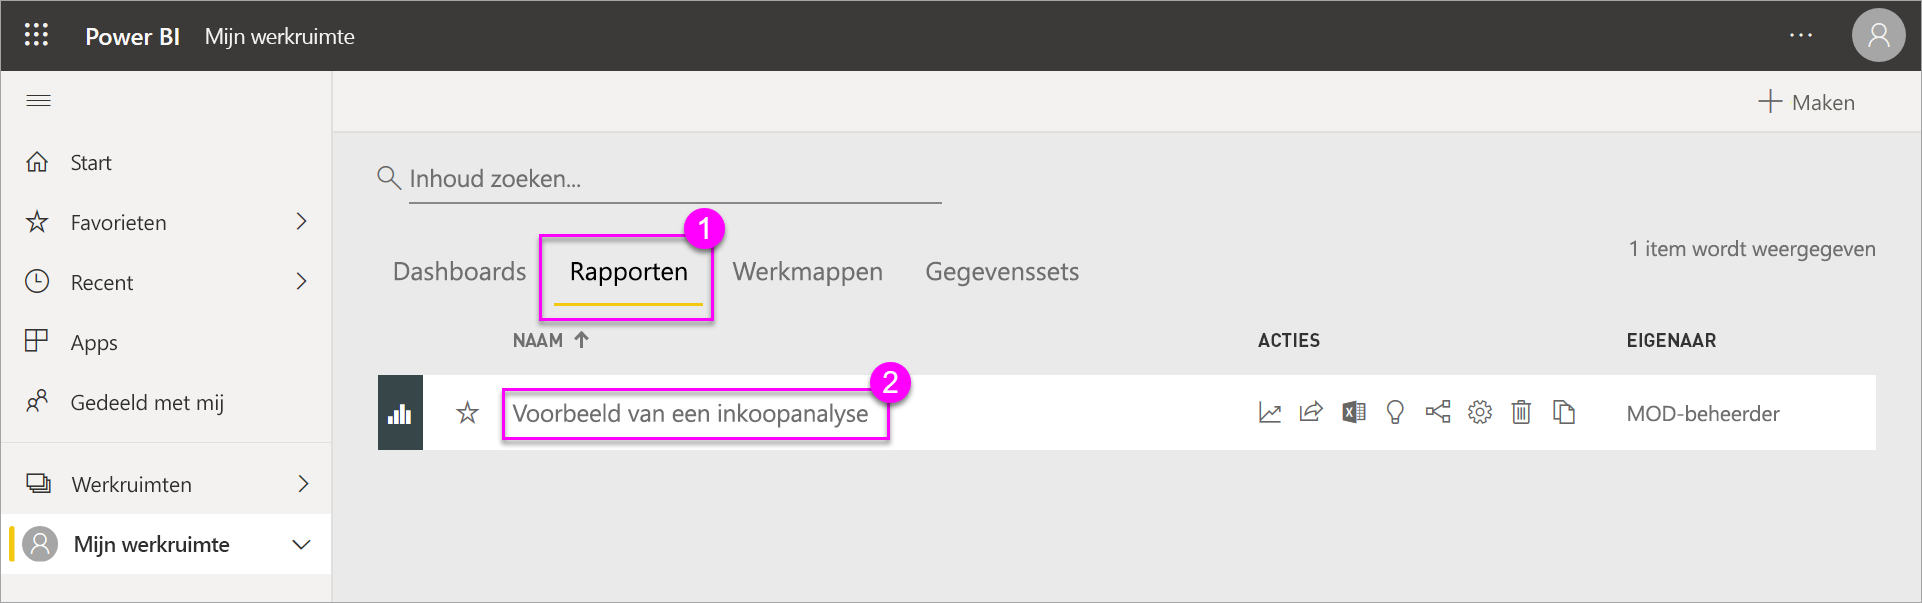 Power BI Mijn werkruimte ...
Maken
Start
Favorieten
Recent
Apps
Gedeeld met mij
Werkruimten
Mijn werkruimte
Inhoud zoeken...
1
Dashboards Rapporten Werkmappen Gegevenssets
1 item wordt weergegeven
NAAM ACTIES EIGENAAR
2
Voorbeeld van een inkoopanalyse MOD-beheerder